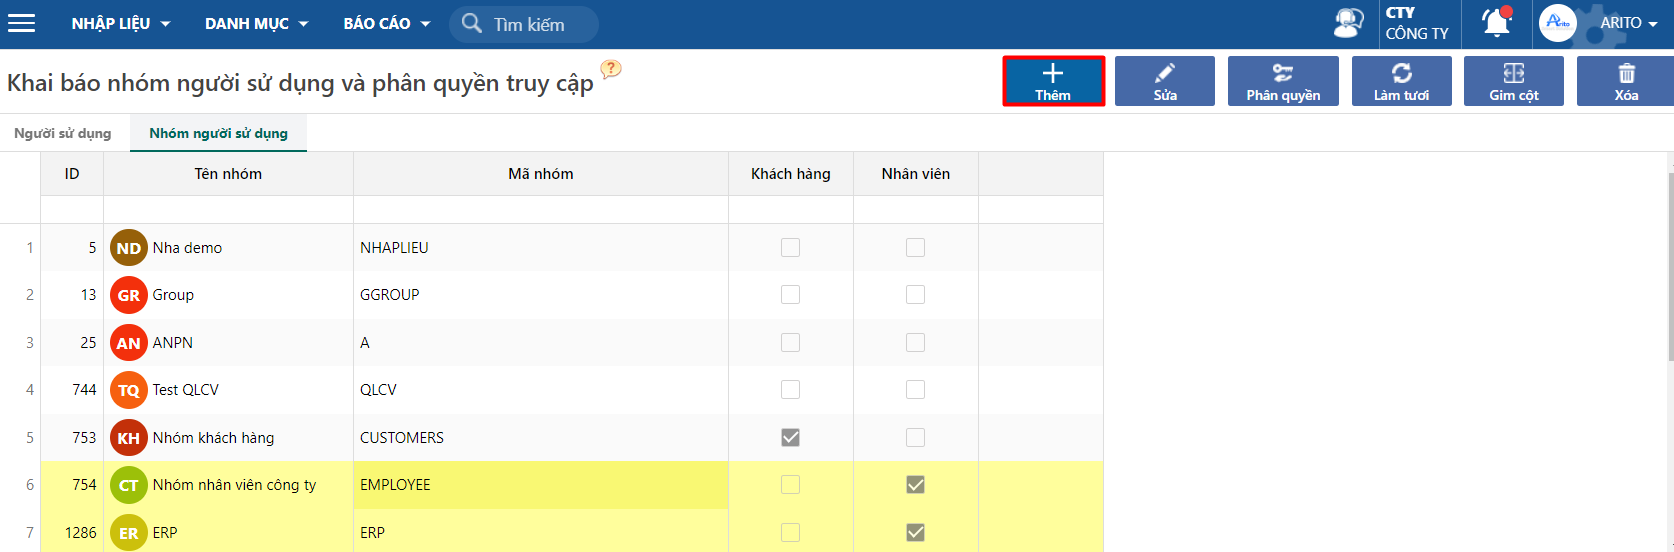 NHẬP LIỆU DANH MỤC BÁO CÁO Tìm kiếm CTY CÔNG TY Arito ARITO
Khai báo nhóm người sử dụng và phân quyền truy cập ? Thêm Sửa Phân quyền Làm tươi Gim cột Xóa
Người sử dụng Nhóm người sử dụng
ID Tên nhóm Mã nhóm Khách hàng Nhân viên
1 5 ND Nha demo NHAPLIEU
2 13 GR Group GGROUP
3 25 AN ANPN A
4 744 TQ Test QLCV QLCV
5 753 KH Nhóm khách hàng CUSTOMERS
6 754 CT Nhóm nhân viên công ty EMPLOYEE
7 1286 ER ERP ERP